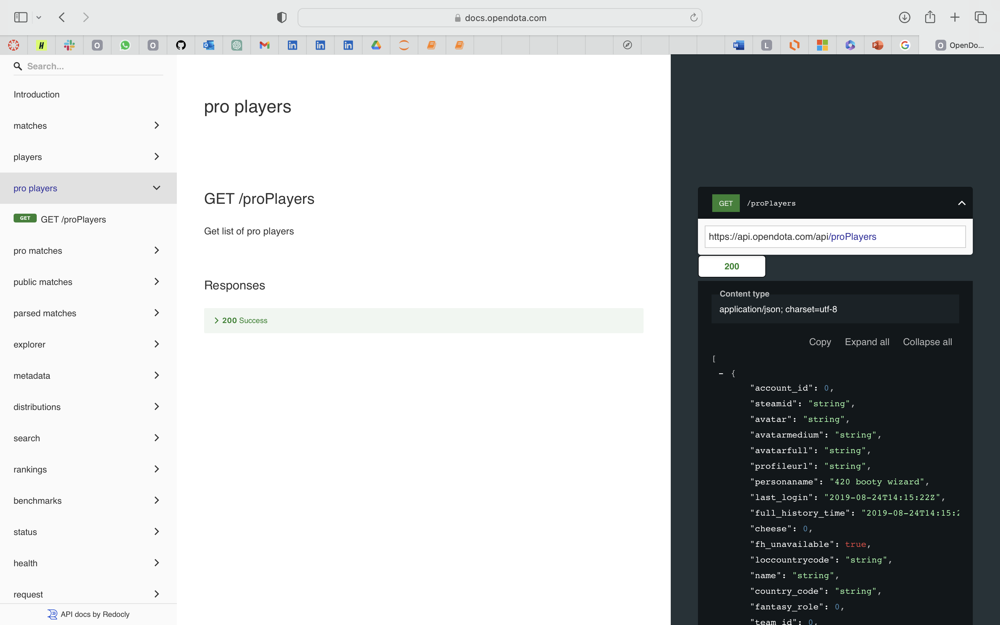 docs.opendota.com
OpenDo...
Search...
Introduction
matches
players
pro players
GET GET /proPlayers
pro matches
public matches
parsed matches
explorer
metadata
distributions
search
rankings
benchmarks
status
health
request
API docs by Redocly
pro players
GET /proPlayers
Get list of pro players
Responses
200 Success
GET /proPlayers
https://api.opendota.com/api/proPlayers
200
Content type
application/json; charset=utf-8
Copy Expand all Collapse all
[
- {
"account_id": 0,
"steamid": "string",
"avatar": "string",
"avatarmedium": "string",
"avatarfull": "string",
"profileurl": "string",
"personaname": "420 booty wizard",
"last_login": "2019-08-24T14:15:22Z",
"full_history_time": "2019-08-24T14:15:2
"cheese": 0,
"fh_unavailable": true,
"loccountrycode": "string",
"name": "string",
"country_code": "string",
"fantasy_role": 0,
"team_id": 0,